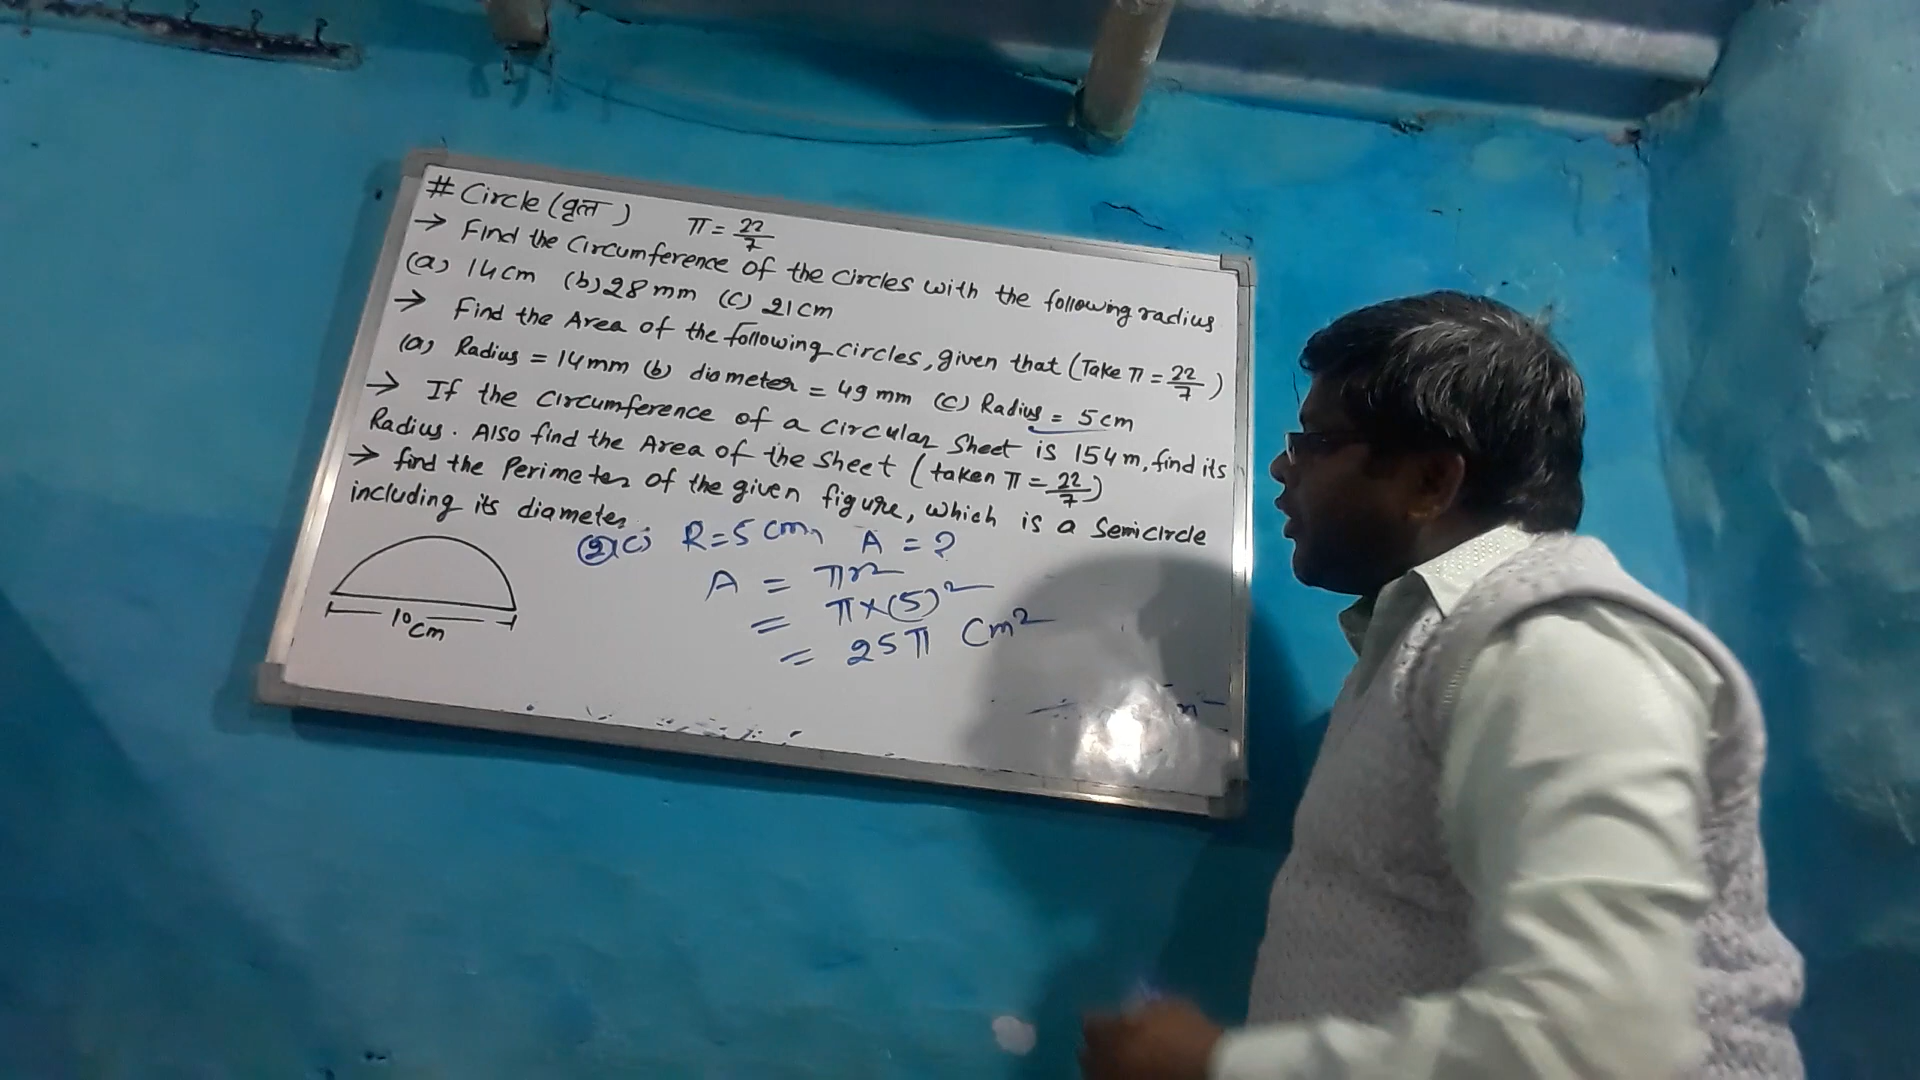 # Circle (वृत्त) π = 22/7
→ Find the Circumference of the circles with the following radius
(a) 14cm (b) 28 mm (c) 21cm
→ Find the Area of the following circles, given that (Take π = 22/7)
(a) Radius = 14mm (b) diameter = 49 mm (c) Radius = 5cm
→ If the circumference of a circular sheet is 154m, find its
Radius. Also find the Area of the sheet (taken π = 22/7)
→ find the Perimeter of the given figure, which is a Semicircle
including its diameter.
10cm
② (c) R=5 cm, A = ?
A = πr²
= π×(5)²
= 25π Cm²